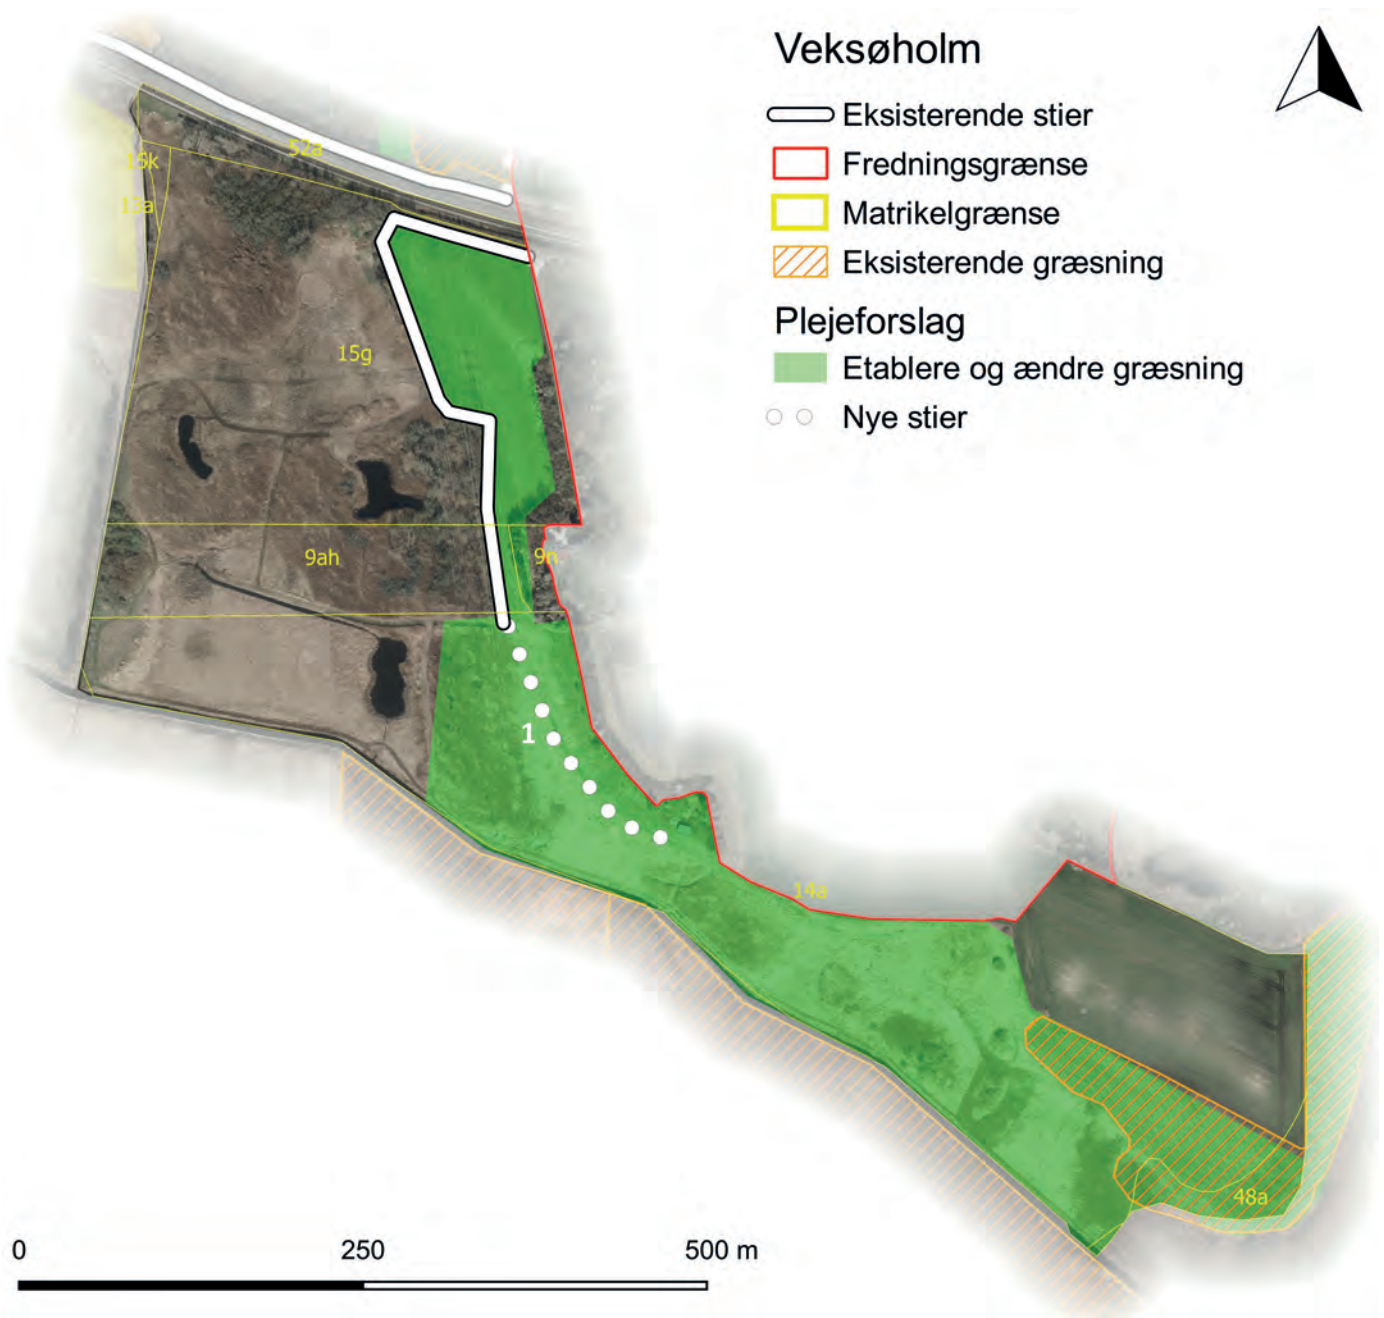 Veksøholm
Eksisterende stier
Fredningsgrænse
Matrikelgrænse
Eksisterende græsning
Plejeforslag
Etablere og ændre græsning
Nye stier
52a
15k
13a
15g
9ah
9n
1
14a
48a
0 250 500 m